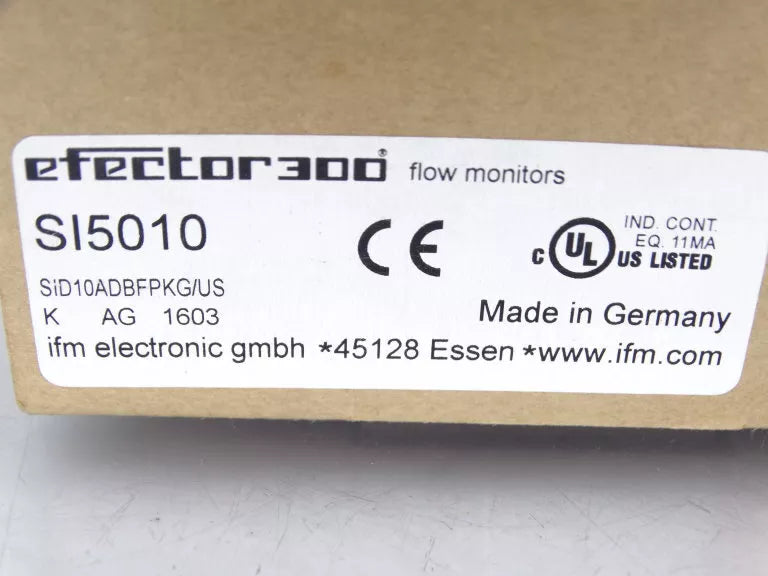 efector300® flow monitors
SI5010
CE
C UL US LISTED
IND. CONT.
EQ. 11MA
SiD10ADBFPKG/US
K AG 1603
Made in Germany
ifm electronic gmbh *45128 Essen *www.ifm.com